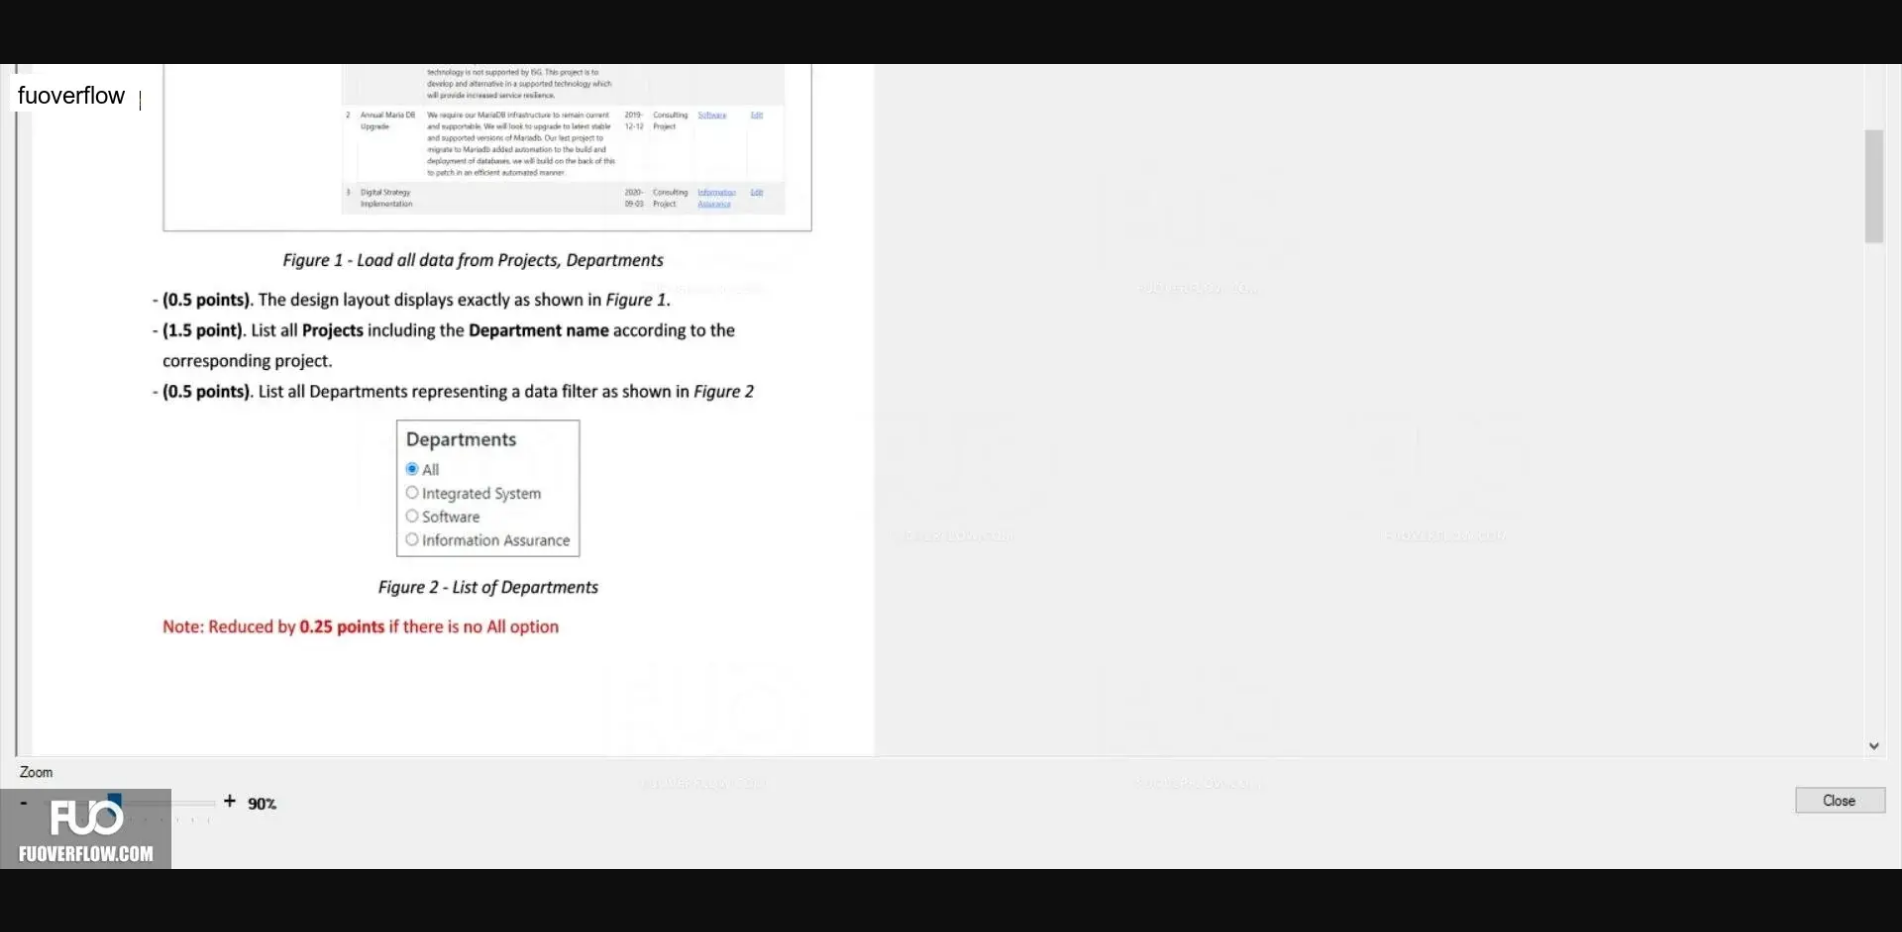 fuoverflow
technology is not supported by ISG. This project is to
develop and alternative in a supported technology which
will provide increased service resilience.
2 Annual Maria DB We require our MariaDB infrastructure to remain current 2019- Consulting Software Edit
Upgrade and supportable. We will look to upgrade to latest stable 12-12 Project
and supported versions of Mariadb. Our last project to
migrate to Mariadb added automation to the build and
deployment of databases, we will build on the back of this
to patch in an efficient automated manner
3 Digital Strategy 2020- Consulting Information Edit
Implementation 09-03 Project Assurance
Figure 1 - Load all data from Projects, Departments
- (0.5 points). The design layout displays exactly as shown in Figure 1.
- (1.5 point). List all Projects including the Department name according to the
corresponding project.
- (0.5 points). List all Departments representing a data filter as shown in Figure 2
Departments
All
Integrated System
Software
Information Assurance
Figure 2 - List of Departments
Note: Reduced by 0.25 points if there is no All option
Zoom
- + 90%
Close
FUO
FUOVERFLOW.COM